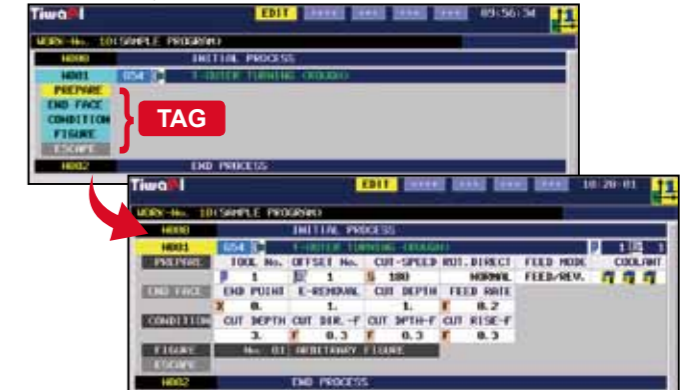 Tiwa I
EDIT
09:56:34
WORK-No. 10(SAMPLE PROGRAM)
N000 INITIAL PROCESS
N001 G54 T-OUTER TURNING (ROUGH)
PREPARE
END FACE
CONDITION
FIGURE
ESCAPE
TAG
N002 END PROCESS
Tiwa I
EDIT
10:20:01
WORK-No. 10(SAMPLE PROGRAM)
N000 INITIAL PROCESS
N001 G54 T-OUTER TURNING (ROUGH) 1 1
PREPARE TOOL No. OFFSET No. CUT-SPEED ROT.DIRECT FEED MODE COOLANT
1 1 S 180 NORMAL FEED/REV.
END FACE END POINT E-REMOVAL CUT DEPTH FEED RATE
X 0. 1. 1. F 0.2
CONDITION CUT DEPTH CUT DIR.-F CUT DPTH-F CUT RISE-F
3. F 0.3 F 0.3 F 0.3
FIGURE No. 01 ARBITRARY FIGURE
ESCAPE
N002 END PROCESS